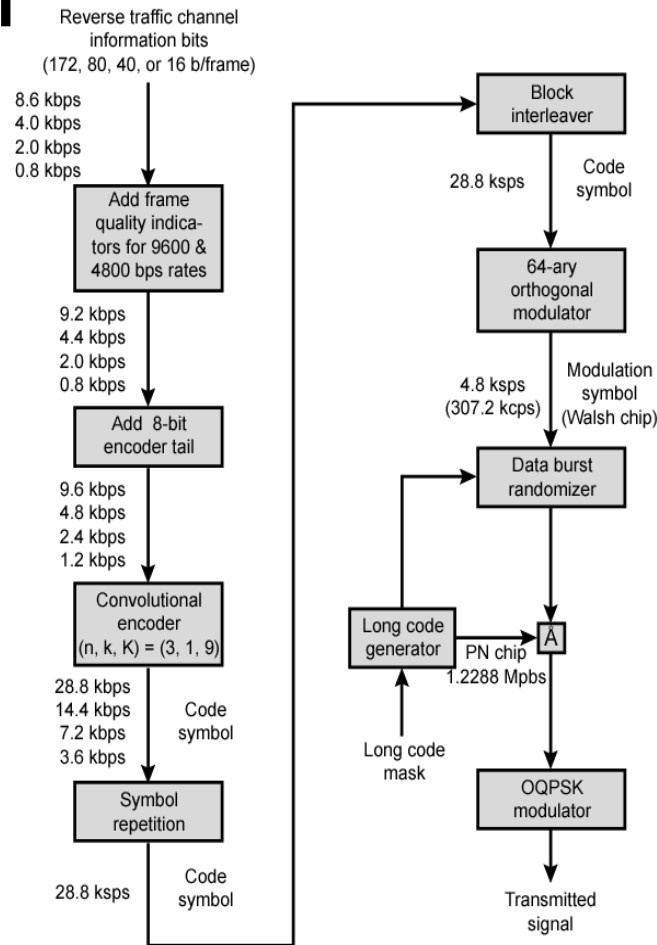 Reverse traffic channel
information bits
(172, 80, 40, or 16 b/frame)
8.6 kbps
4.0 kbps
2.0 kbps
0.8 kbps
Add frame
quality indica-
tors for 9600 &
4800 bps rates
9.2 kbps
4.4 kbps
2.0 kbps
0.8 kbps
Add 8-bit
encoder tail
9.6 kbps
4.8 kbps
2.4 kbps
1.2 kbps
Convolutional
encoder
(n, k, K) = (3, 1, 9)
28.8 kbps
14.4 kbps
7.2 kbps
3.6 kbps
Code
symbol
Symbol
repetition
28.8 ksps
Code
symbol
Block
interleaver
28.8 ksps
Code
symbol
64-ary
orthogonal
modulator
4.8 ksps
(307.2 kcps)
Modulation
symbol
(Walsh chip)
Data burst
randomizer
Long code
generator
PN chip
1.2288 Mpbs
Å
Long code
mask
OQPSK
modulator
Transmitted
signal